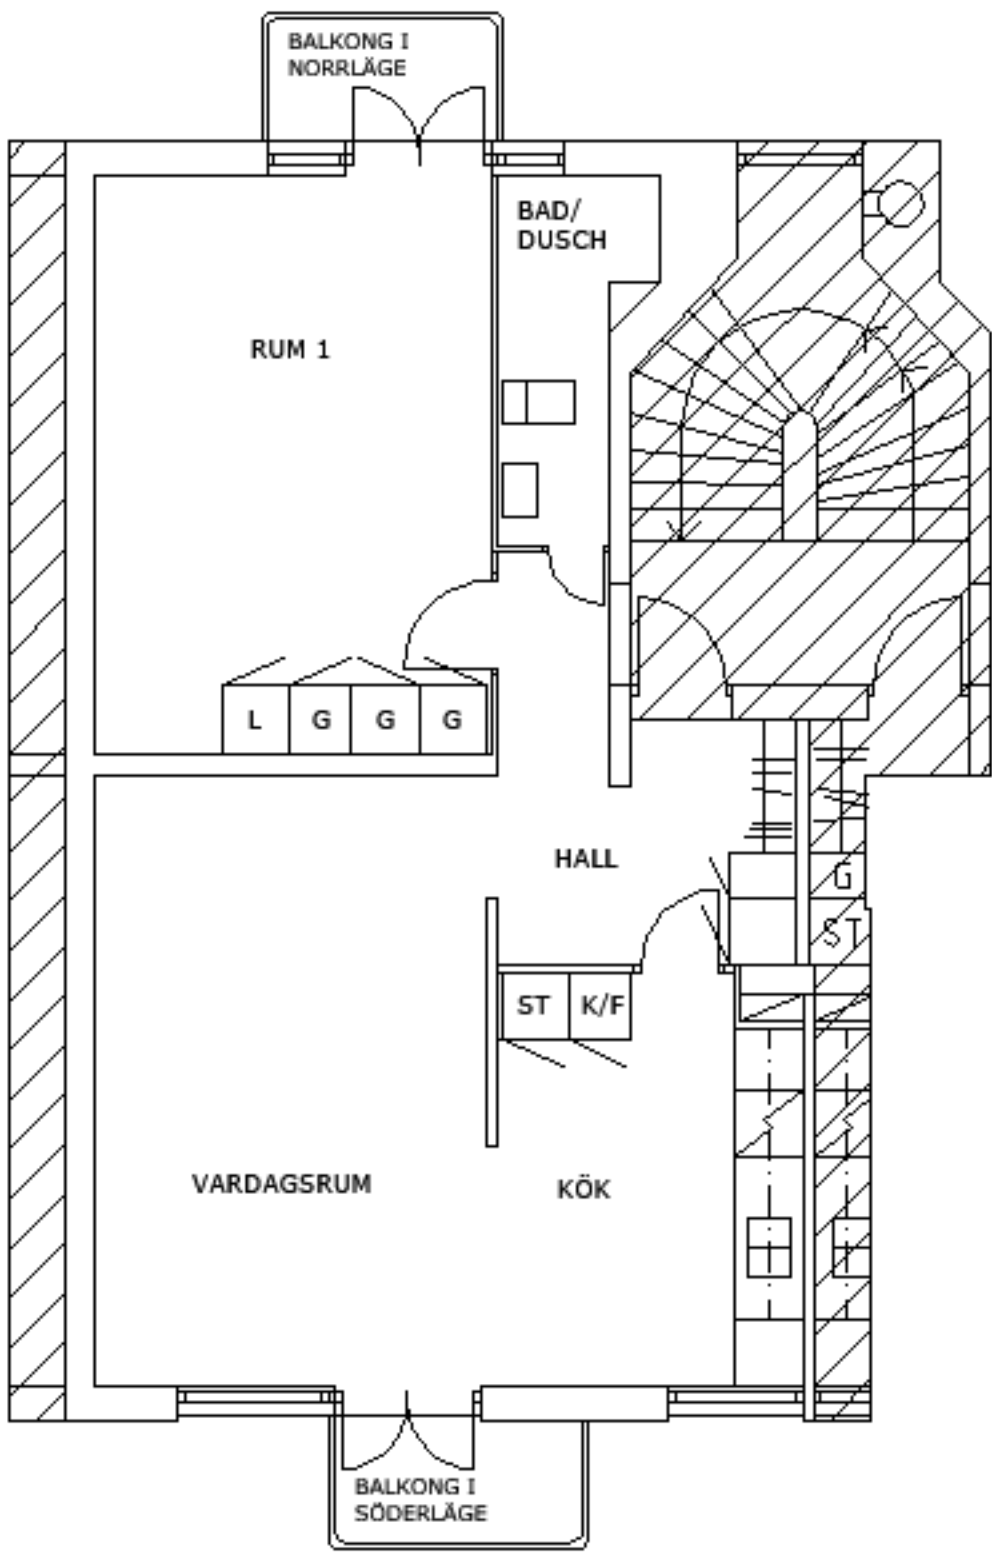 BALKONG I
NORRLÄGE
BAD/
DUSCH
RUM 1
L G G G
HALL
G
ST
ST K/F
VARDAGSRUM
KÖK
BALKONG I
SÖDERLÄGE